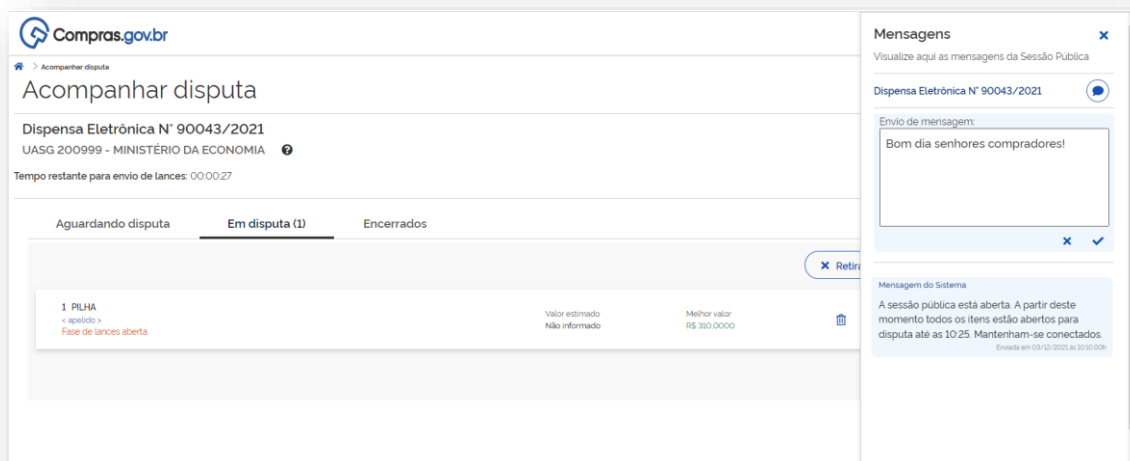 Compras.gov.br
Acompanhar disputa
Acompanhar disputa
Dispensa Eletrônica N° 90043/2021
UASG 200999 - MINISTÉRIO DA ECONOMIA
Tempo restante para envio de lances: 00:00:27
Aguardando disputa
Em disputa (1)
Encerrados
Retira
1 PILHA
< apelido >
Fase de lances aberta
Valor estimado
Não informado
Melhor valor
R$ 310,0000
Mensagens
Visualize aqui as mensagens da Sessão Pública
Dispensa Eletrônica N° 90043/2021
Envio de mensagem:
Bom dia senhores compradores!
Mensagem do Sistema
A sessão pública está aberta. A partir deste
momento todos os itens estão abertos para
disputa até as 10:25. Mantenham-se conectados.
Enviada em 03/12/2021 às 10:10:00h